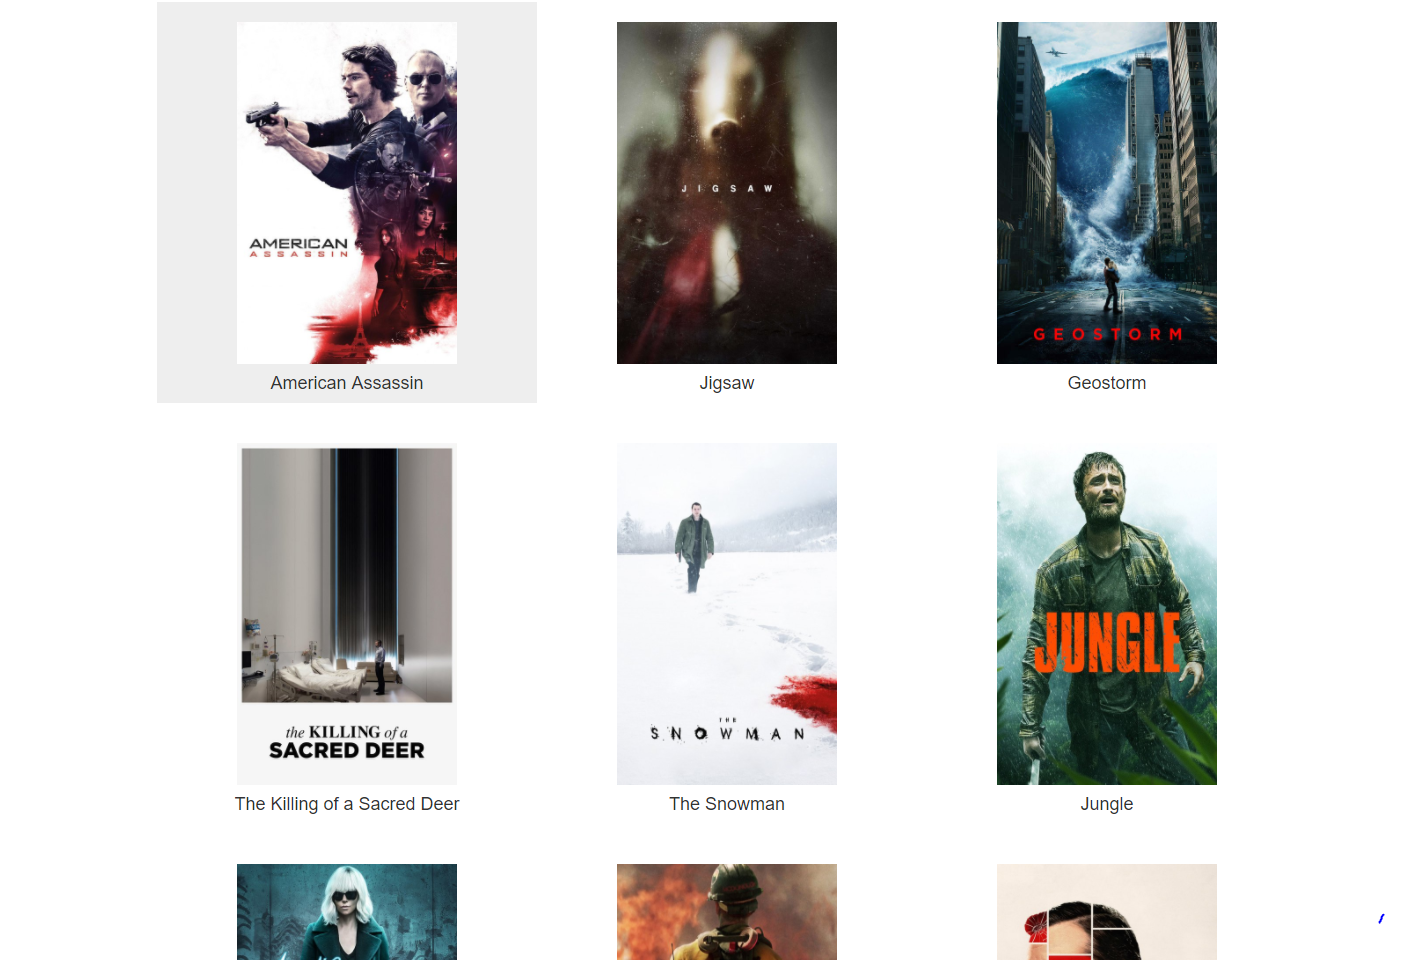 AMERICAN
ASSASSIN
American Assassin
JIGSAW
Jigsaw
GEOSTORM
Geostorm
the KILLING of a
SACRED DEER
The Killing of a Sacred Deer
THE
SNOWMAN
The Snowman
JUNGLE
Jungle